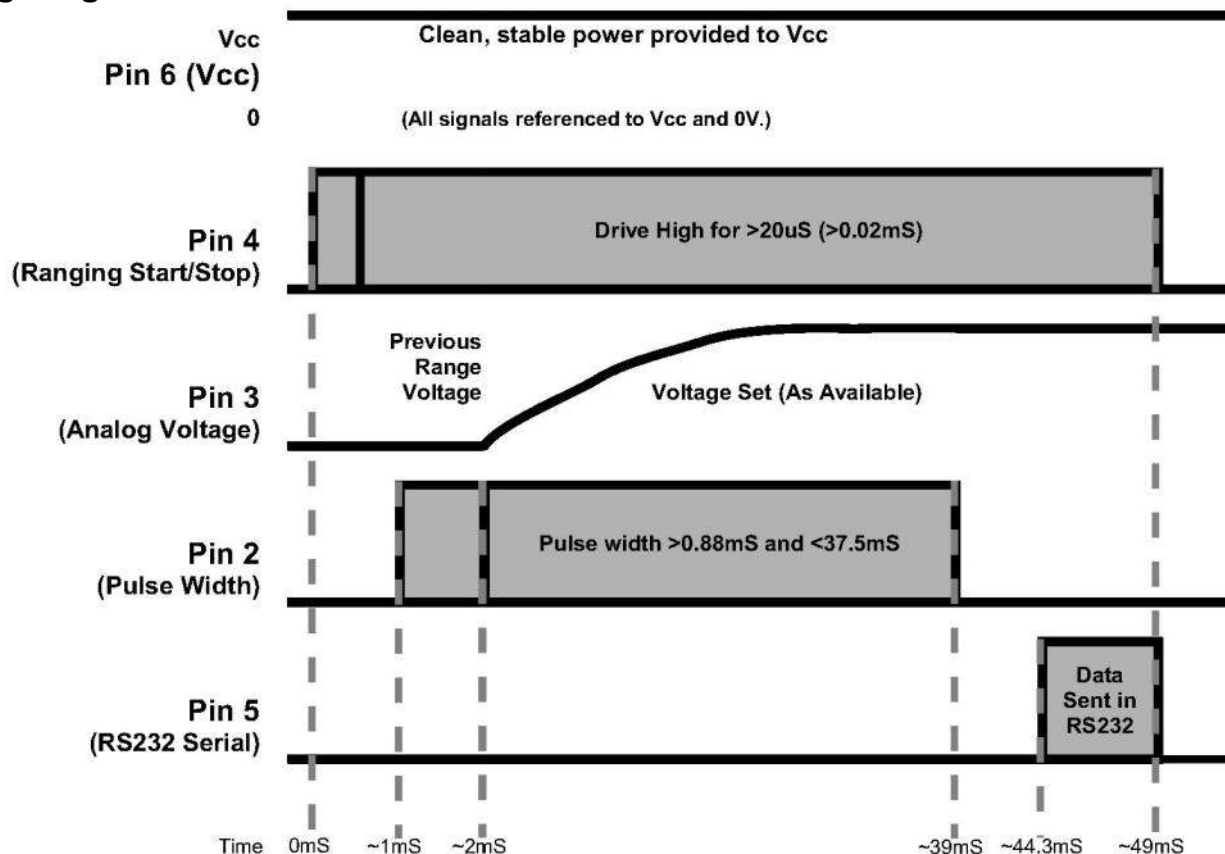 Vcc
Clean, stable power provided to Vcc
Pin 6 (Vcc)
0
(All signals referenced to Vcc and 0V.)
Drive High for >20uS (>0.02mS)
Pin 4
(Ranging Start/Stop)
Previous
Range
Voltage
Voltage Set (As Available)
Pin 3
(Analog Voltage)
Pulse width >0.88mS and <37.5mS
Pin 2
(Pulse Width)
Data
Sent in
RS232
Pin 5
(RS232 Serial)
Time 0mS ~1mS ~2mS ~39mS ~44.3mS ~49mS